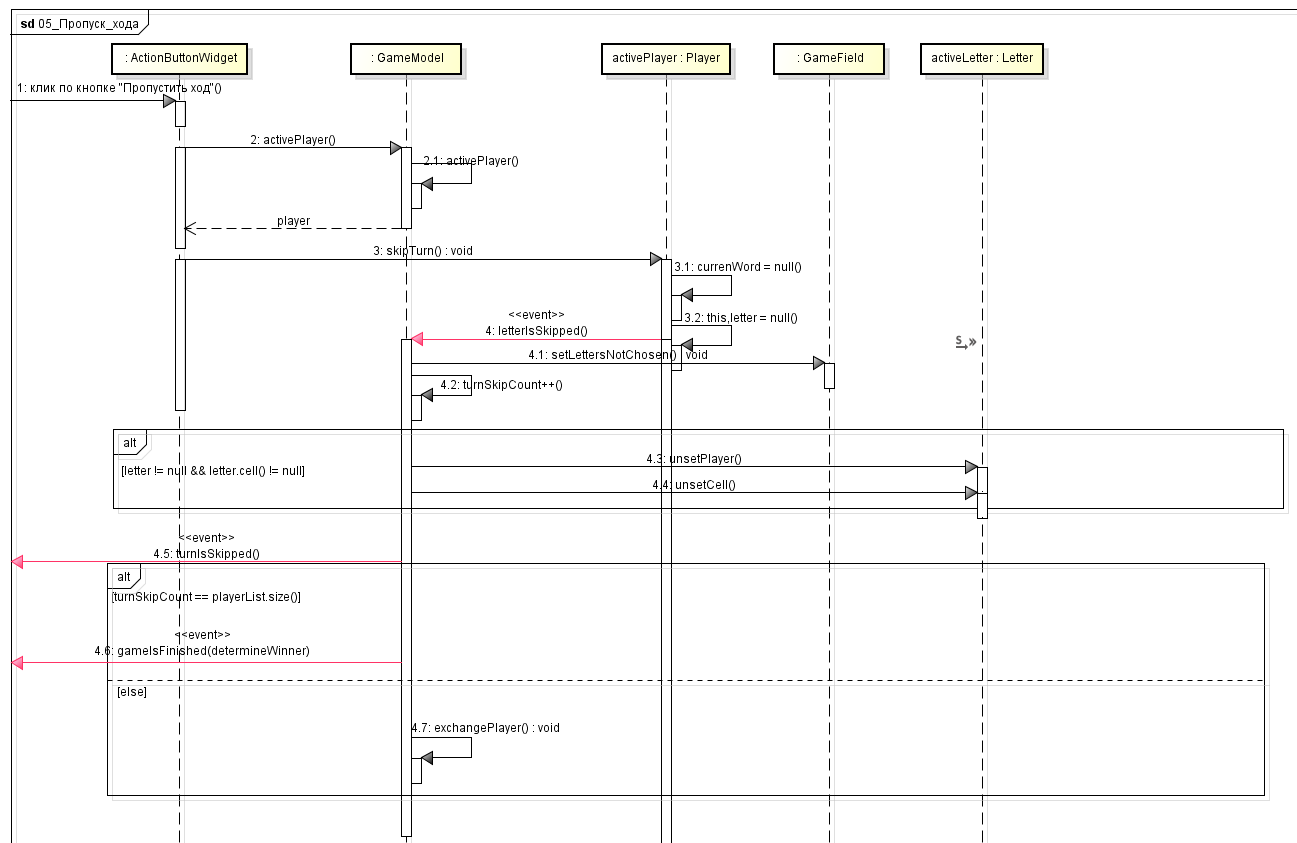 sd 05_Пропуск_хода
: ActionButtonWidget
: GameModel
activePlayer : Player
: GameField
activeLetter : Letter
1: клик по кнопке "Пропустить ход"()
2: activePlayer()
2.1: activePlayer()
player
3: skipTurn() : void
3.1: currenWord = null()
<<event>>
3.2: this,letter = null()
4: letterIsSkipped()
S
4.1: setLettersNotChosen() : void
4.2: turnSkipCount++()
alt
[letter != null && letter.cell() != null]
4.3: unsetPlayer()
4.4: unsetCell()
<<event>>
4.5: turnIsSkipped()
alt
[turnSkipCount == playerList.size()]
<<event>>
4.6: gameIsFinished(determineWinner)
[else]
4.7: exchangePlayer() : void